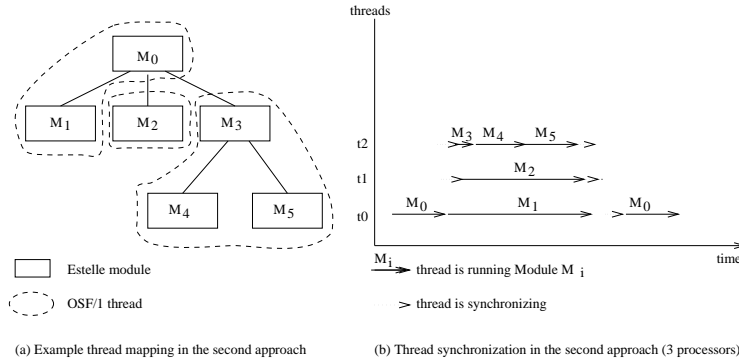 M0
M1
M2
M3
M4
M5
Estelle module
OSF/1 thread
(a) Example thread mapping in the second approach
threads
M3 M4 M5
t2
M2
t1
M0 M1 M0
t0
Mi
time
thread is running Module M i
thread is synchronizing
(b) Thread synchronization in the second approach (3 processors)